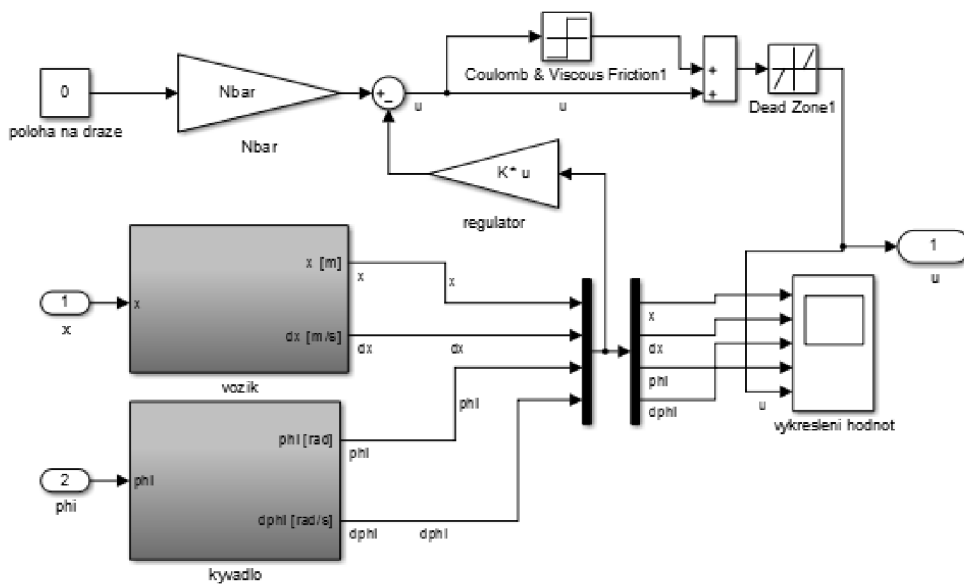 0
poloha na draze
Nbar
Nbar
+
−
u
Coulomb & Viscous Friction1
u
+
+
Dead Zone1
K* u
regulator
1
x
x
x [m]
x
x
dx [m/s]
dx
dx
vozik
2
phi
phi
phi [rad]
phi
phi
dphi [rad/s]
dphi
dphi
kyvadlo
x
dx
phi
dphi
u
vykresleni hodnot
1
u